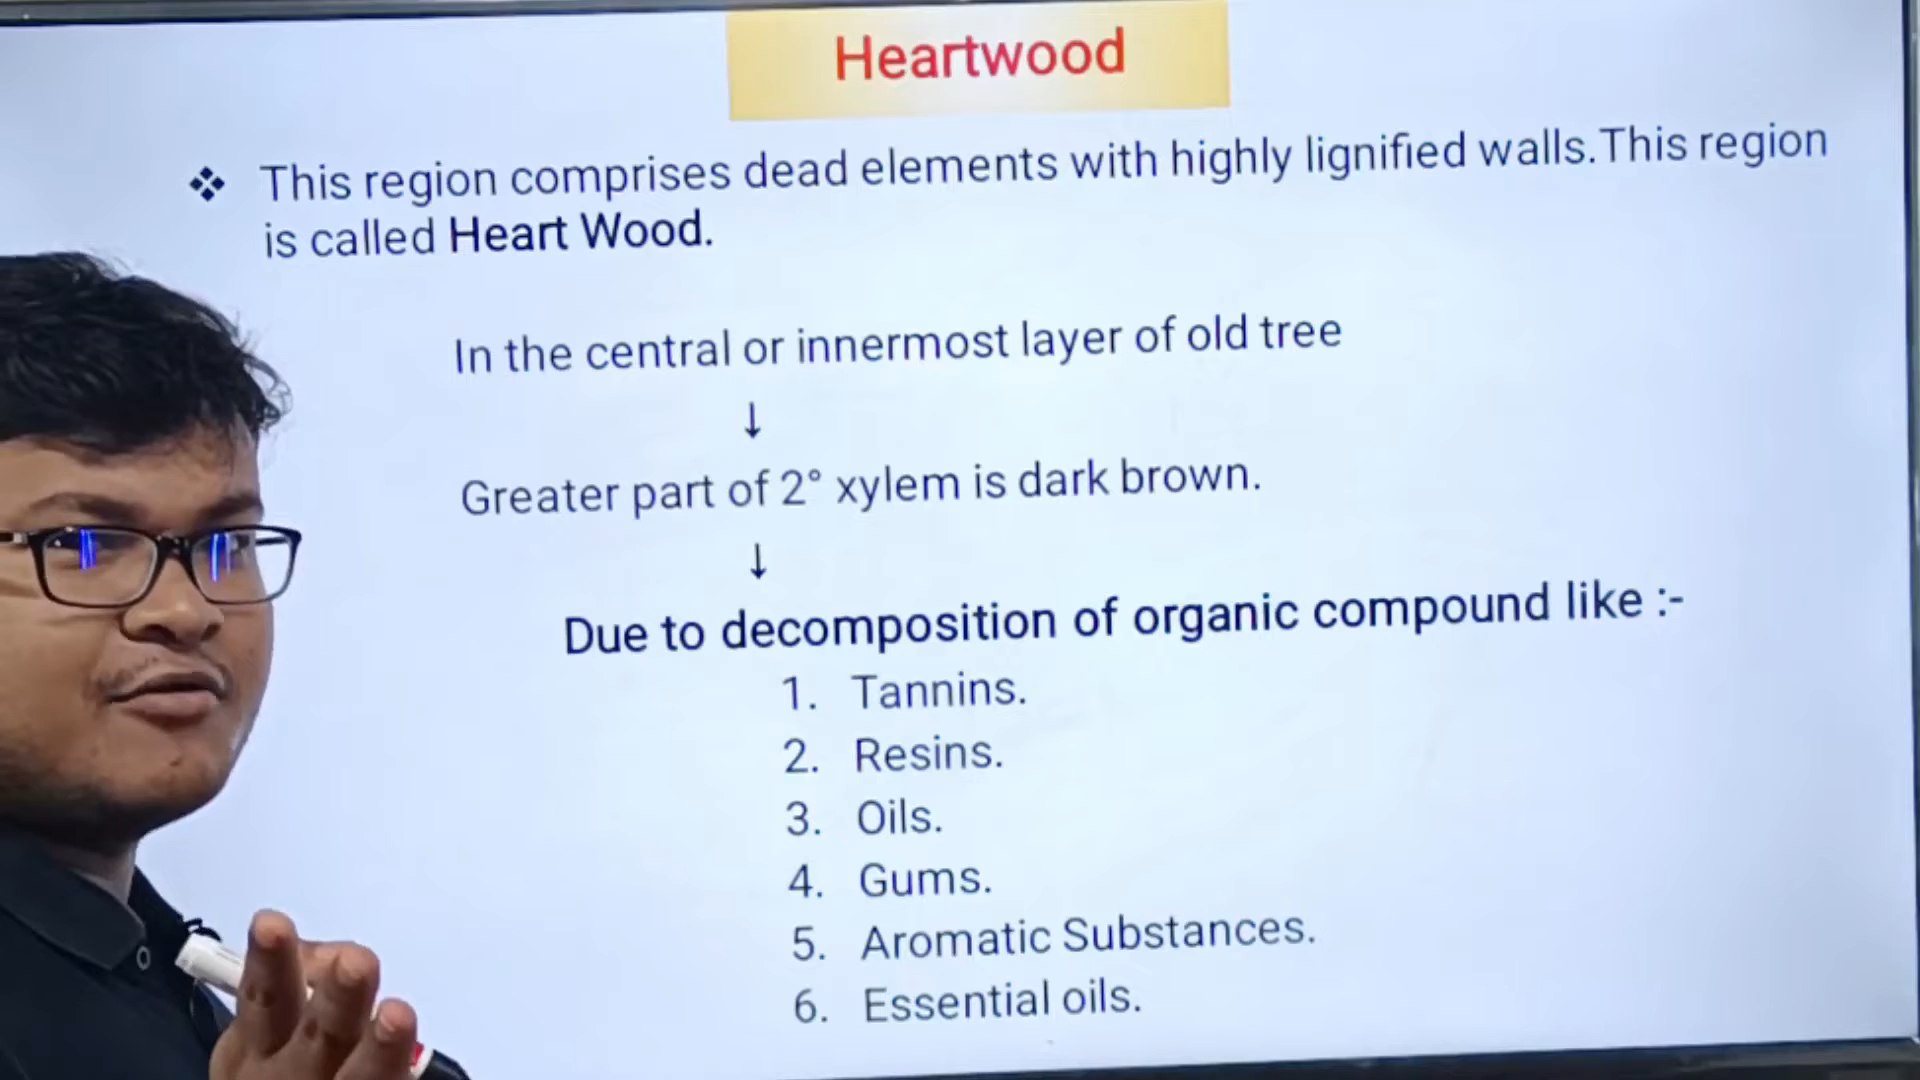 Heartwood
❖ This region comprises dead elements with highly lignified walls.This region
is called Heart Wood.
In the central or innermost layer of old tree
↓
Greater part of 2° xylem is dark brown.
↓
Due to decomposition of organic compound like :-
1. Tannins.
2. Resins.
3. Oils.
4. Gums.
5. Aromatic Substances.
6. Essential oils.